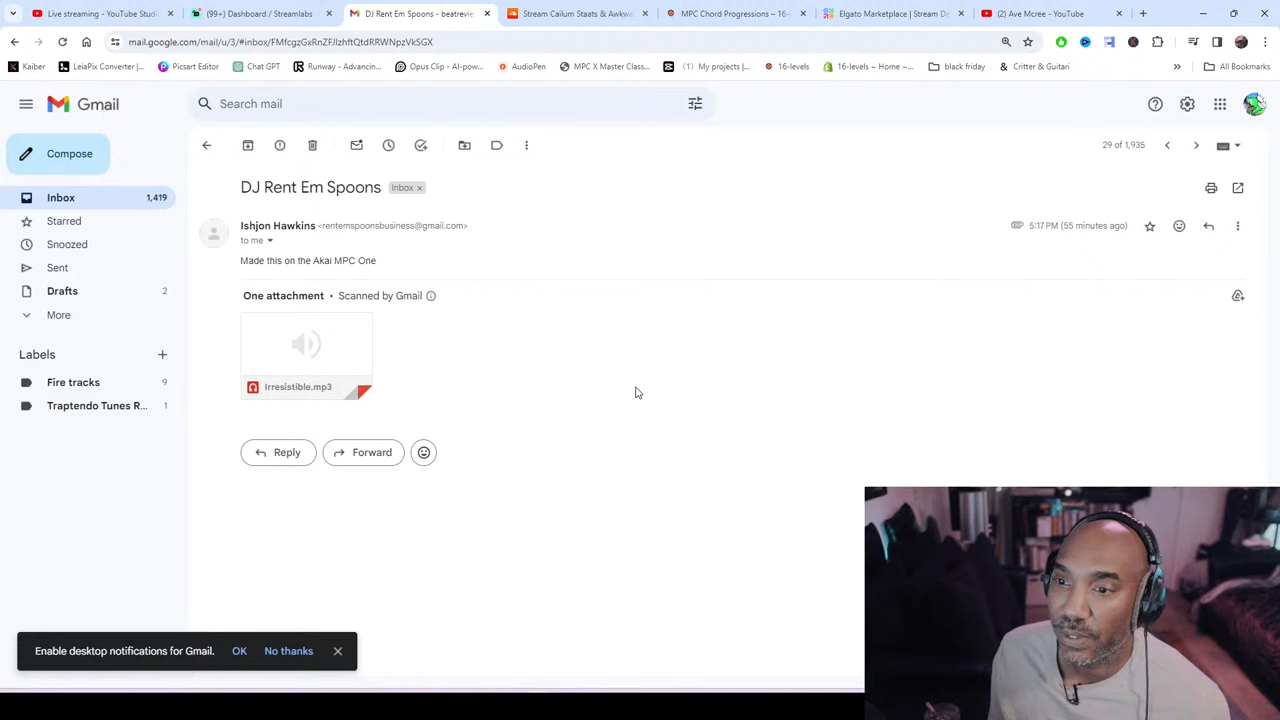 Live streaming - YouTube Studi
(99+) Dashboard / Streamlabs
DJ Rent Em Spoons - beatrevie
Stream Cailum Staats & Awkwa
MPC Chord Progressions – 16-l
Elgato Marketplace | Stream De
(2) Ave Mcree - YouTube
mail.google.com/mail/u/3/#inbox/FMfcgzGxRnZFJlzhftQtdRRWNpzVkSGX
Kaiber
LeiaPix Converter |...
Picsart Editor
Chat GPT
Runway - Advancin...
Opus Clip - AI-pow...
AudioPen
MPC X Master Class...
(1) My projects |...
16-levels
16-levels ~ Home ~...
black friday
Critter & Guitari
All Bookmarks
Gmail
Search mail
Compose
29 of 1,935
Inbox 1,419
Starred
Snoozed
Sent
Drafts 2
More
Labels
Fire tracks 9
Traptendo Tunes R... 1
DJ Rent Em Spoons Inbox
Ishjon Hawkins <rentemspoonsbusiness@gmail.com>
5:17 PM (55 minutes ago)
to me
Made this on the Akai MPC One
One attachment • Scanned by Gmail
Irresistible.mp3
Reply
Forward
Enable desktop notifications for Gmail. OK No thanks